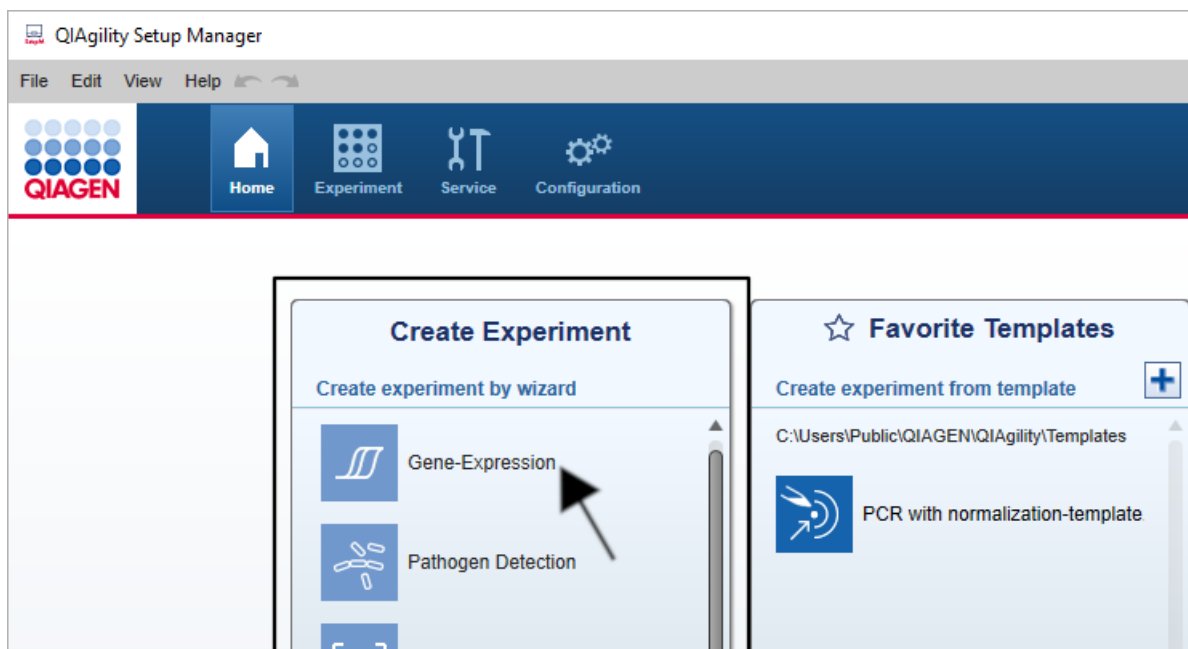 QIAgility Setup Manager
File Edit View Help
QIAGEN
Home Experiment Service Configuration
Create Experiment
Create experiment by wizard
Gene-Expression
Pathogen Detection
Favorite Templates
Create experiment from template
C:\Users\Public\QIAGEN\QIAgility\Templates
PCR with normalization-template